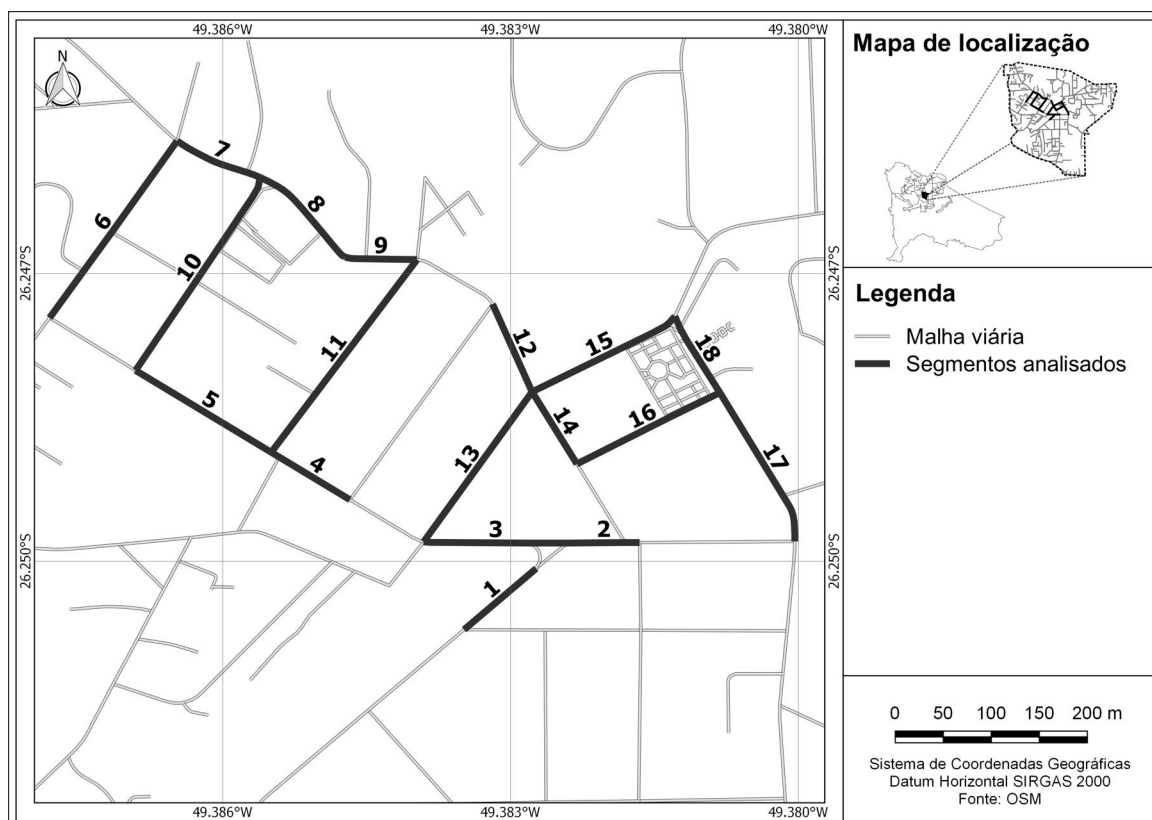 49.386°W 49.383°W 49.380°W
N
7
6
8
10
9
11
5
4
12
15
18
14
16
13
17
3 2
1
26.247°S 26.247°S
26.250°S 26.250°S
49.386°W 49.383°W 49.380°W
Mapa de localização
Legenda
Malha viária
Segmentos analisados
0 50 100 150 200 m
Sistema de Coordenadas Geográficas
Datum Horizontal SIRGAS 2000
Fonte: OSM